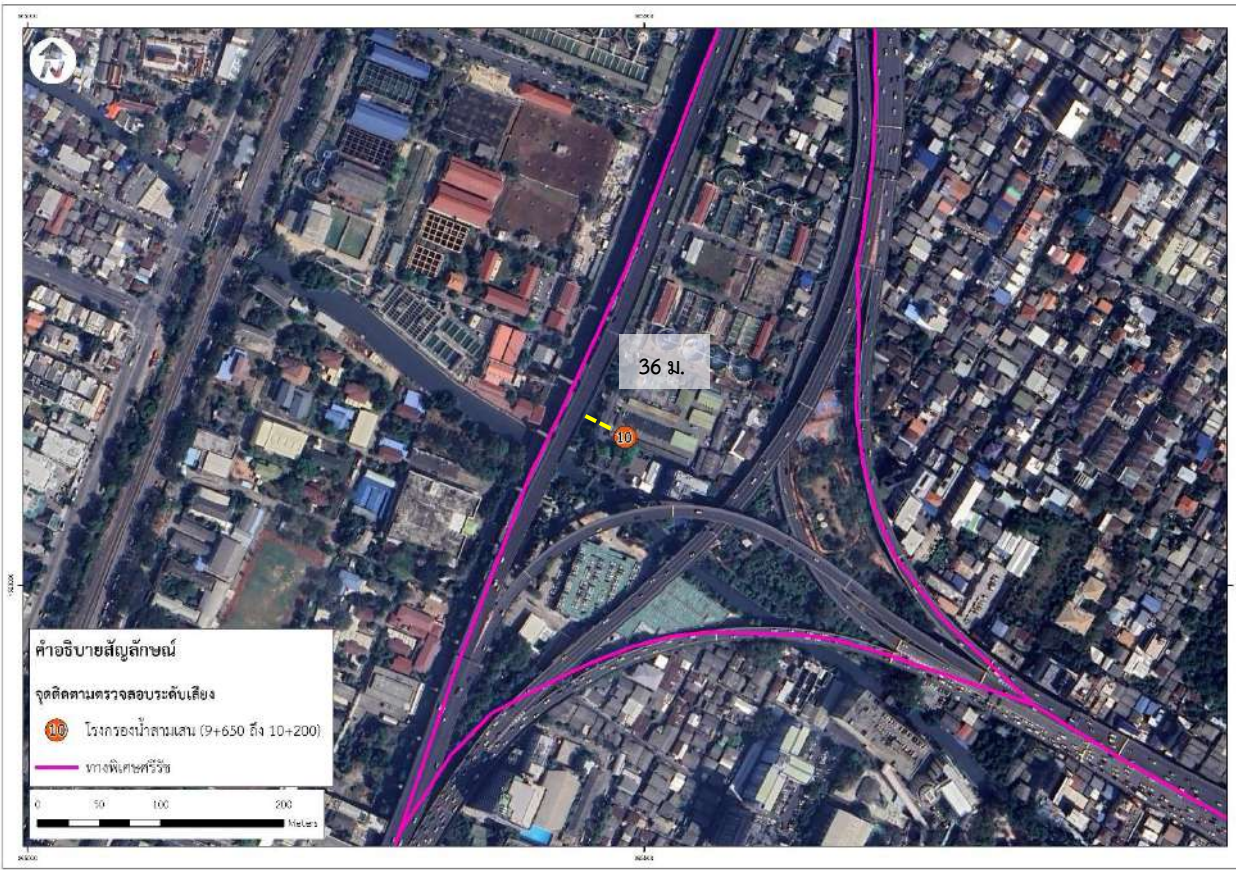 N
36 ม.
10
คำอธิบายสัญลักษณ์
จุดติดตามตรวจสอบระดับเสียง
10 โรงกรองน้ำสามเสน (9+650 ถึง 10+200)
ทางพิเศษศรีรัช
0 50 100 200
Meters